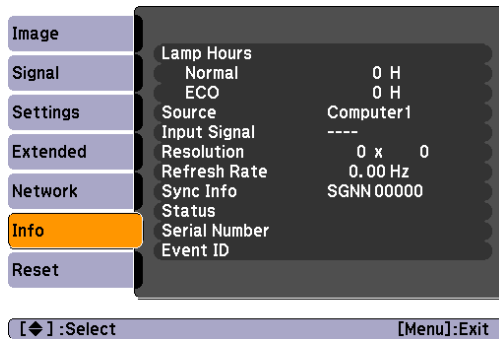 Image
Signal
Settings
Extended
Network
Info
Reset
Lamp Hours
Normal 0 H
ECO 0 H
Source Computer1
Input Signal ----
Resolution 0 x 0
Refresh Rate 0.00 Hz
Sync Info SGNN 00000
Status
Serial Number
Event ID
[◆] :Select [Menu]:Exit